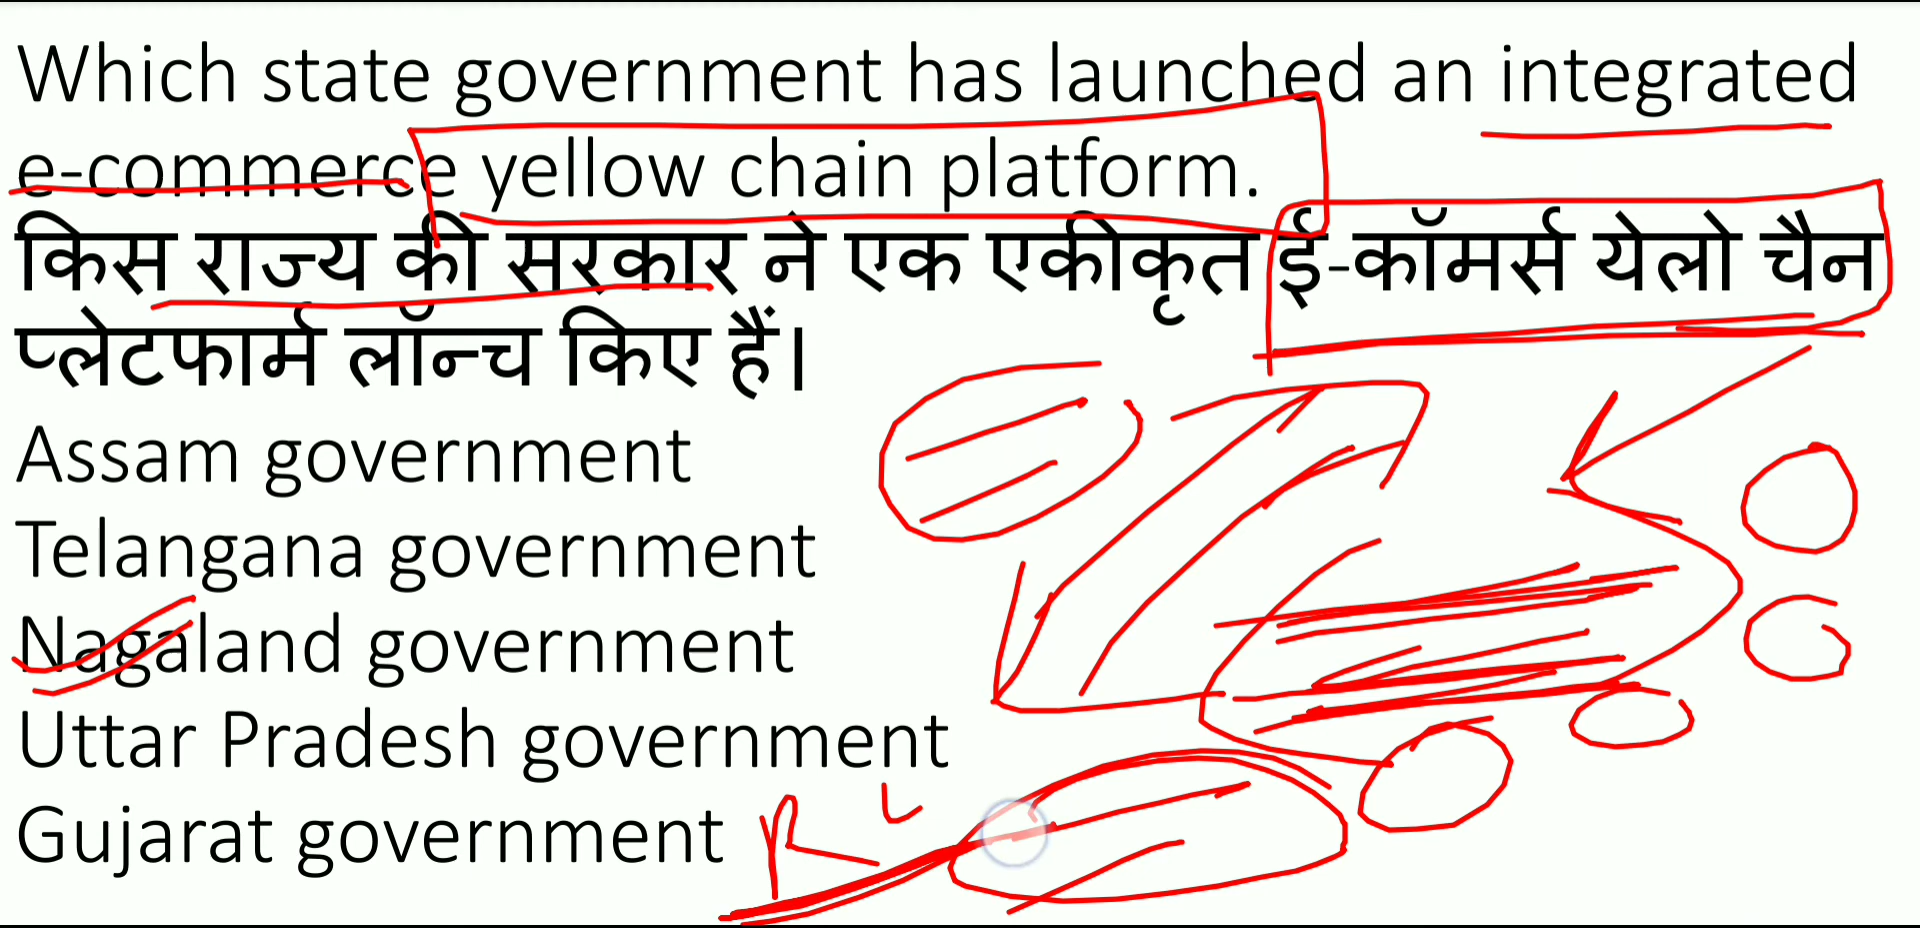 Which state government has launched an integrated
e-commerce yellow chain platform.
किस राज्य की सरकार ने एक एकीकृत ई-कॉमर्स येलो चैन
प्लेटफार्म लॉन्च किए हैं।
Assam government
Telangana government
Nagaland government
Uttar Pradesh government
Gujarat government